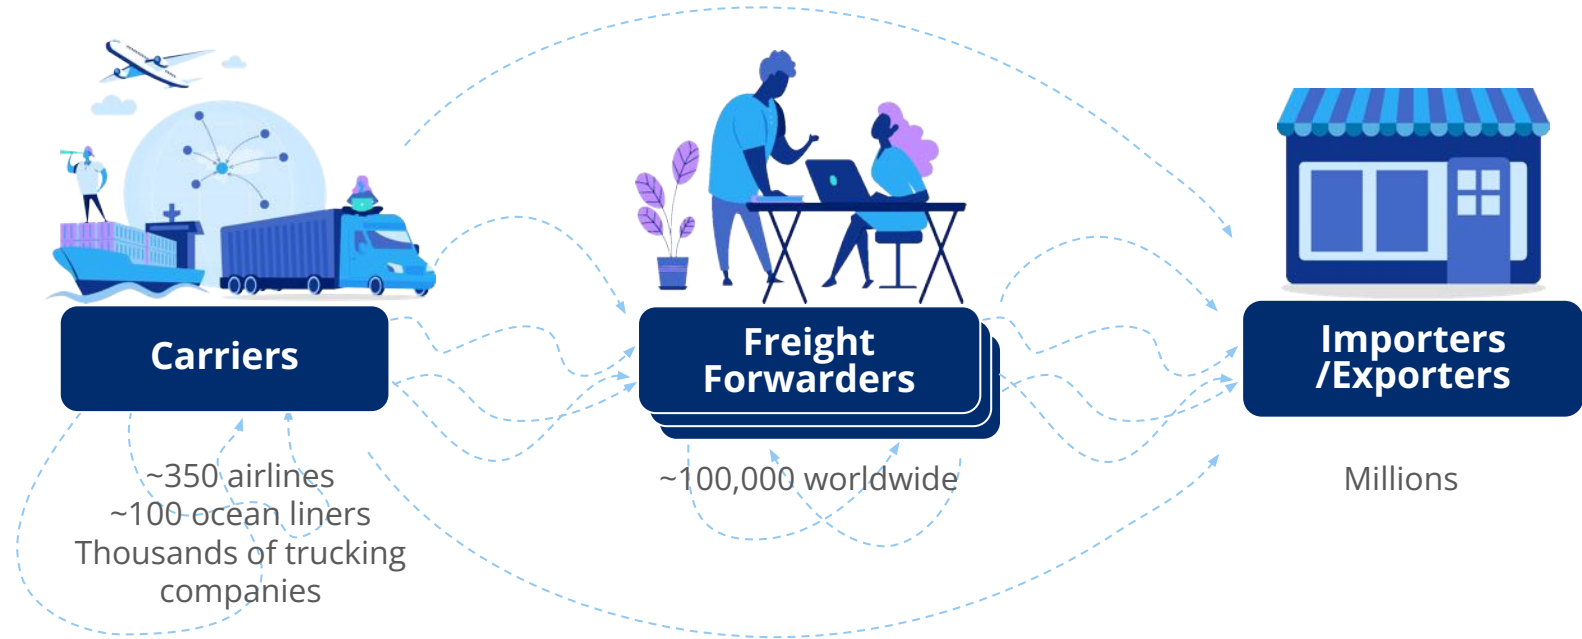 Carriers
~350 airlines
~100 ocean liners
Thousands of trucking
companies
Freight
Forwarders
~100,000 worldwide
Importers
/Exporters
Millions